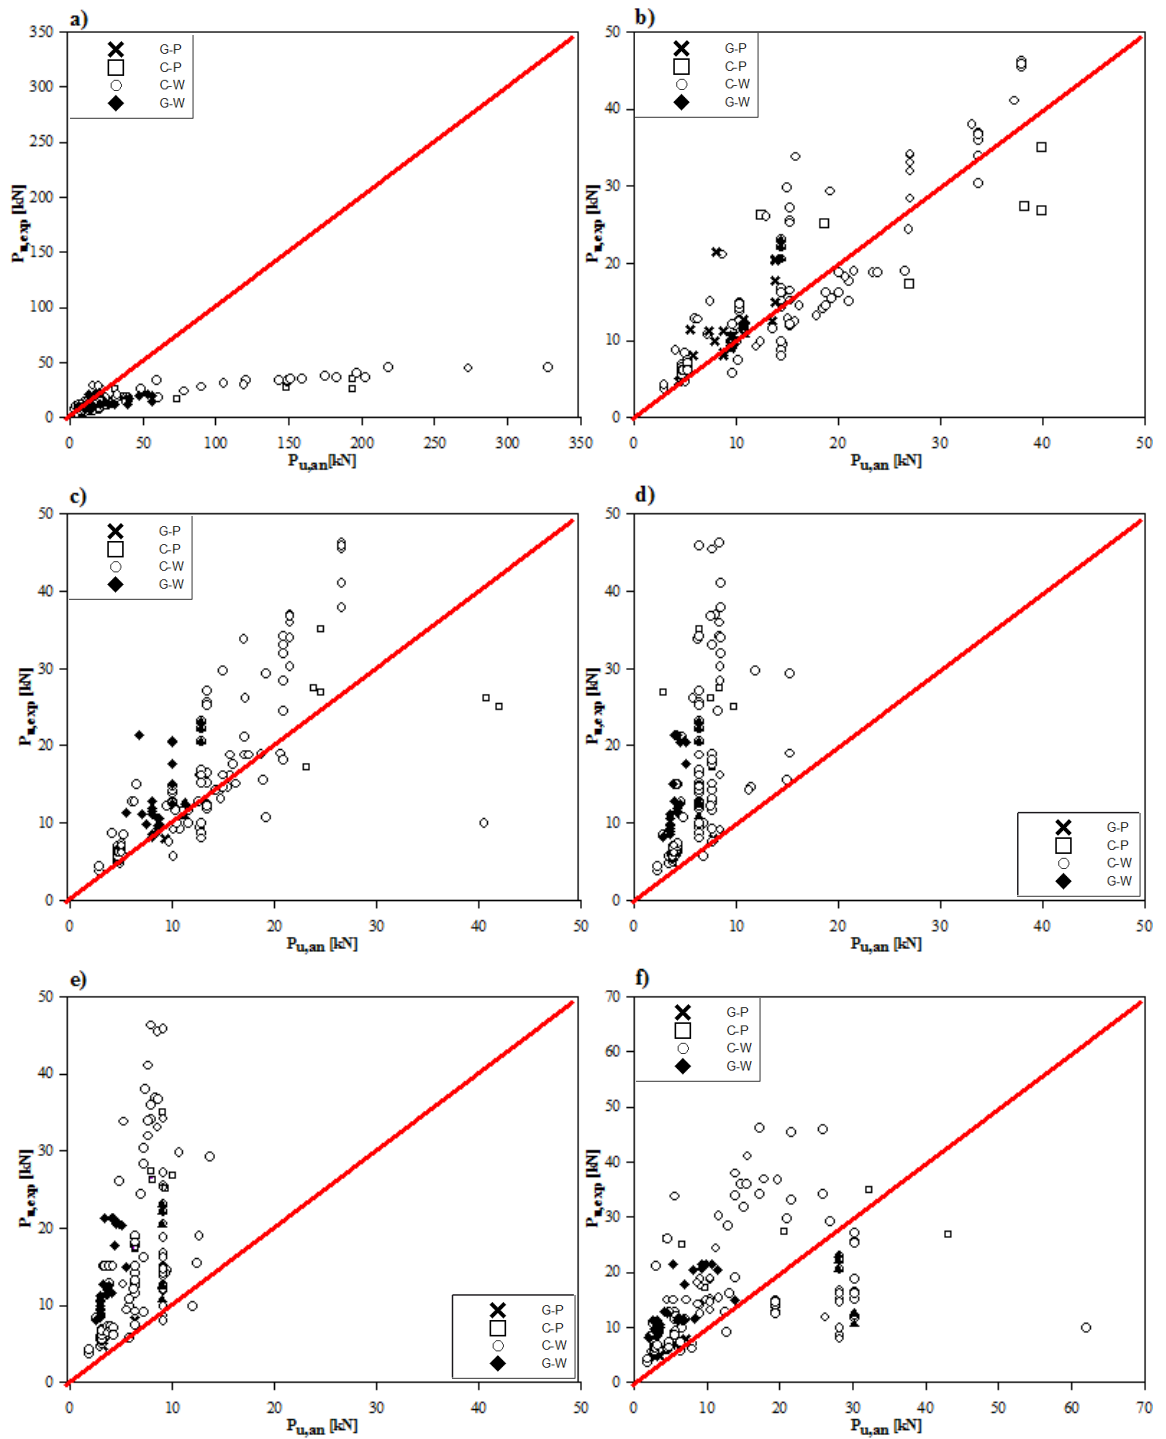 a)
350
300
250
200
150
100
50
0
G-P
C-P
C-W
G-W
Pu,exp [kN]
0 50 100 150 200 250 300 350
Pu,an[kN]
b)
50
40
30
20
10
0
G-P
C-P
C-W
G-W
Pu,exp [kN]
0 10 20 30 40 50
Pu,an [kN]
c)
50
40
30
20
10
0
G-P
C-P
C-W
G-W
Pu,exp [kN]
0 10 20 30 40 50
Pu,an [kN]
d)
50
40
30
20
10
0
G-P
C-P
C-W
G-W
Pu,exp [kN]
0 10 20 30 40 50
Pu,an [kN]
e)
50
40
30
20
10
0
G-P
C-P
C-W
G-W
Pu,exp [kN]
0 10 20 30 40 50
Pu,an [kN]
f)
70
60
50
40
30
20
10
0
G-P
C-P
C-W
G-W
Pu,exp [kN]
0 10 20 30 40 50 60 70
Pu,an [kN]